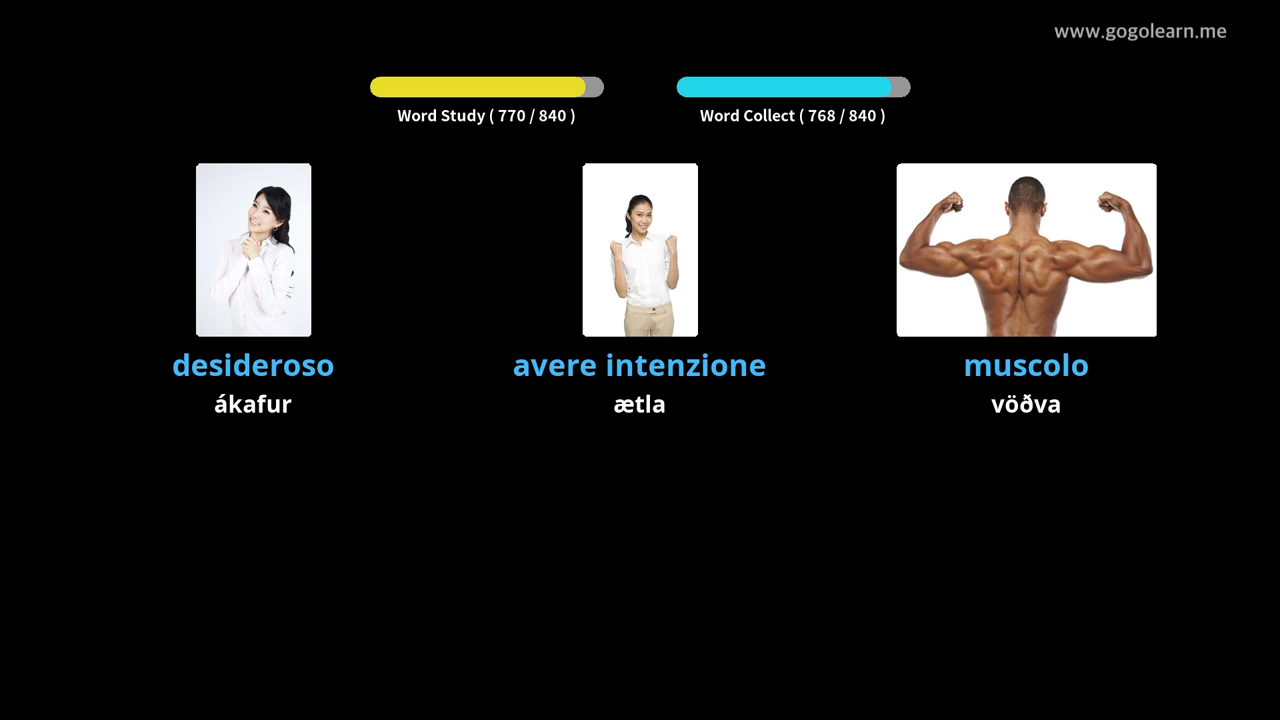 www.gogolearn.me
Word Study ( 770 / 840 )
Word Collect ( 768 / 840 )
desideroso
ákafur
avere intenzione
ætla
muscolo
vöðva